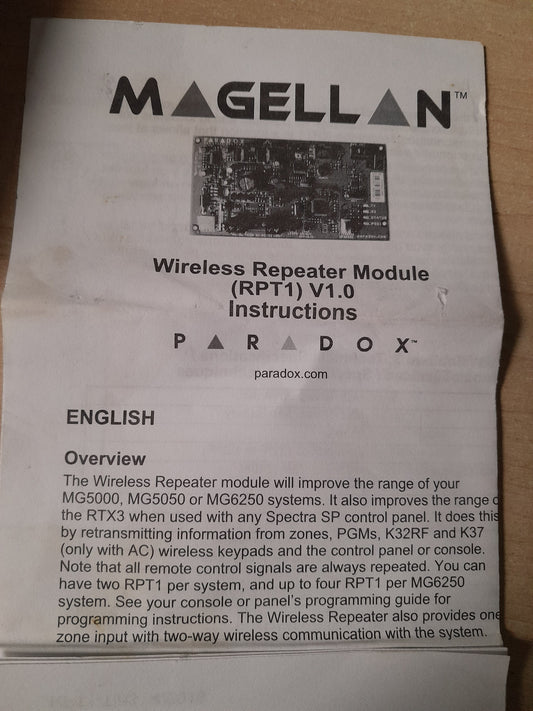 MAGELLAN™
PARADOX
Wireless Repeater Module
(RPT1) V1.0
Instructions
PARADOX™
paradox.com
ENGLISH
Overview
The Wireless Repeater module will improve the range of your
MG5000, MG5050 or MG6250 systems. It also improves the range o
the RTX3 when used with any Spectra SP control panel. It does this
by retransmitting information from zones, PGMs, K32RF and K37
(only with AC) wireless keypads and the control panel or console.
Note that all remote control signals are always repeated. You can
have two RPT1 per system, and up to four RPT1 per MG6250
system. See your console or panel's programming guide for
programming instructions. The Wireless Repeater also provides one
zone input with two-way wireless communication with the system.